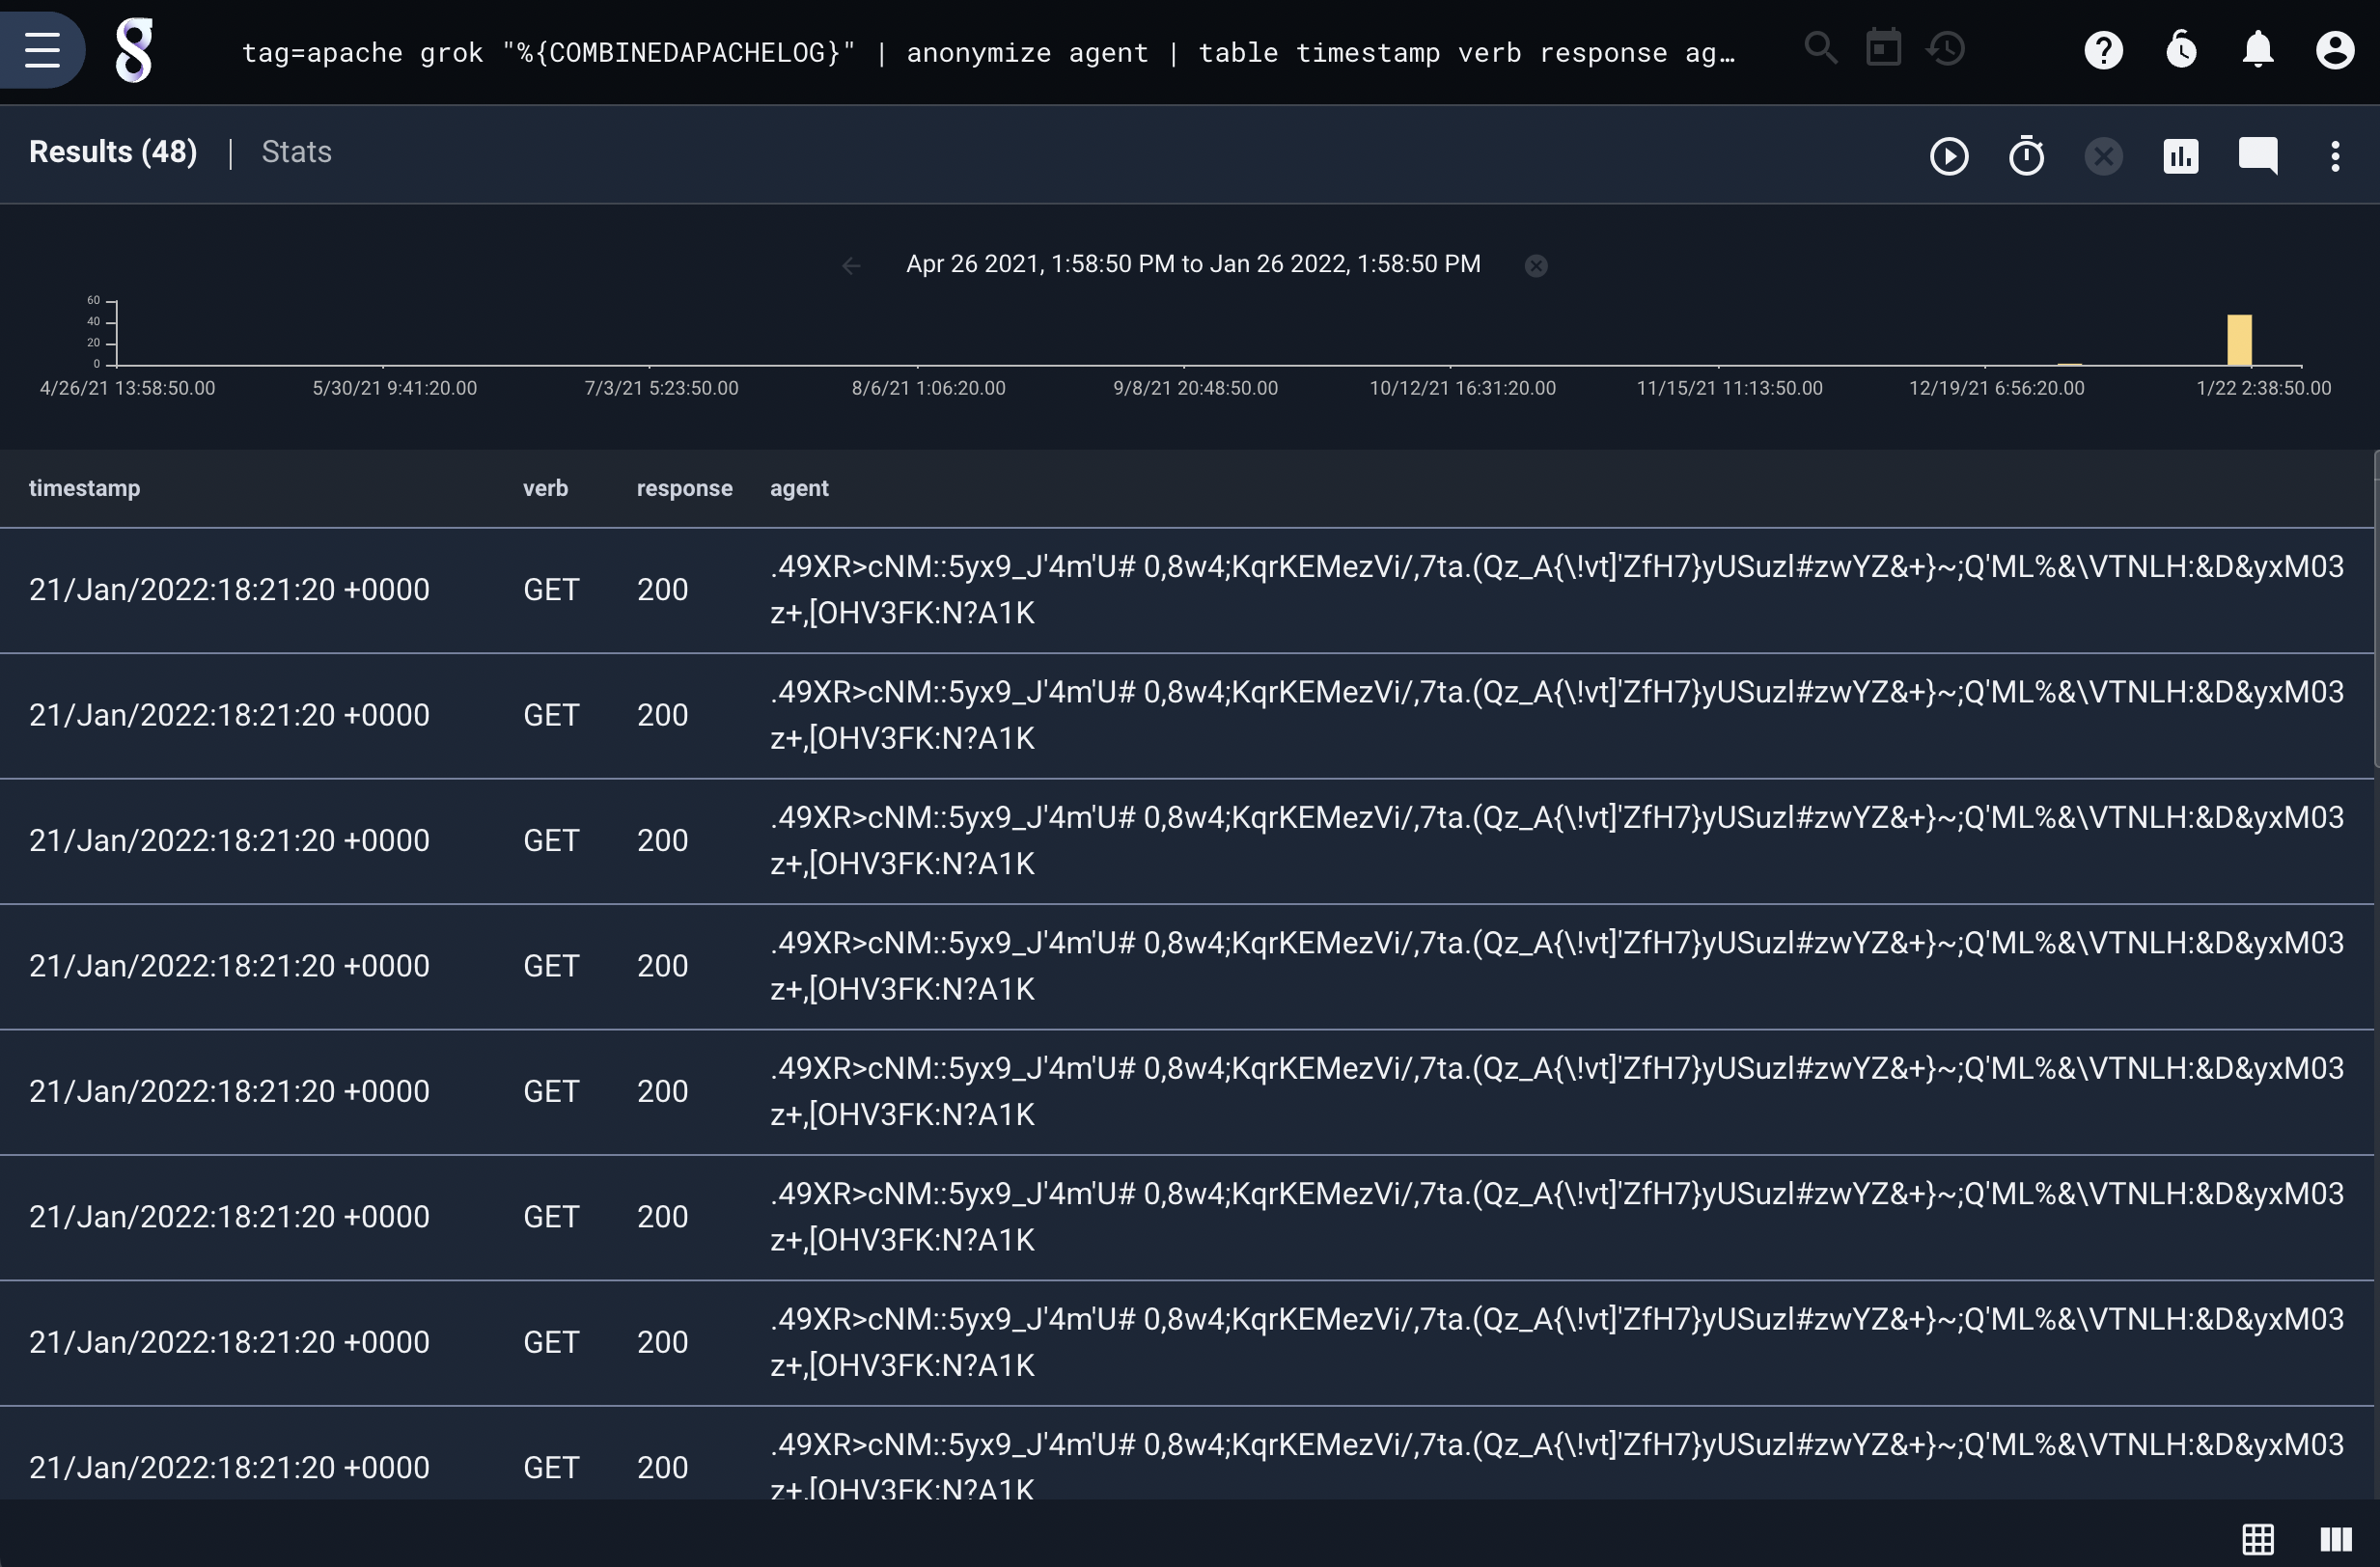 tag=apache grok "%{COMBINEDAPACHELOG}" | anonymize agent | table timestamp verb response ag…
Results (48) | Stats
Apr 26 2021, 1:58:50 PM to Jan 26 2022, 1:58:50 PM
60
40
20
0
4/26/21 13:58:50.00 5/30/21 9:41:20.00 7/3/21 5:23:50.00 8/6/21 1:06:20.00 9/8/21 20:48:50.00 10/12/21 16:31:20.00 11/15/21 11:13:50.00 12/19/21 6:56:20.00 1/22 2:38:50.00
timestamp verb response agent
21/Jan/2022:18:21:20 +0000 GET 200 .49XR>cNM::5yx9_J'4m'U# 0,8w4;KqrKEMezVi/,7ta.(Qz_A{\!vt]'ZfH7}yUSuzl#zwYZ&+}~;Q'ML%&\VTNLH:&D&yxM03
z+,[OHV3FK:N?A1K
21/Jan/2022:18:21:20 +0000 GET 200 .49XR>cNM::5yx9_J'4m'U# 0,8w4;KqrKEMezVi/,7ta.(Qz_A{\!vt]'ZfH7}yUSuzl#zwYZ&+}~;Q'ML%&\VTNLH:&D&yxM03
z+,[OHV3FK:N?A1K
21/Jan/2022:18:21:20 +0000 GET 200 .49XR>cNM::5yx9_J'4m'U# 0,8w4;KqrKEMezVi/,7ta.(Qz_A{\!vt]'ZfH7}yUSuzl#zwYZ&+}~;Q'ML%&\VTNLH:&D&yxM03
z+,[OHV3FK:N?A1K
21/Jan/2022:18:21:20 +0000 GET 200 .49XR>cNM::5yx9_J'4m'U# 0,8w4;KqrKEMezVi/,7ta.(Qz_A{\!vt]'ZfH7}yUSuzl#zwYZ&+}~;Q'ML%&\VTNLH:&D&yxM03
z+,[OHV3FK:N?A1K
21/Jan/2022:18:21:20 +0000 GET 200 .49XR>cNM::5yx9_J'4m'U# 0,8w4;KqrKEMezVi/,7ta.(Qz_A{\!vt]'ZfH7}yUSuzl#zwYZ&+}~;Q'ML%&\VTNLH:&D&yxM03
z+,[OHV3FK:N?A1K
21/Jan/2022:18:21:20 +0000 GET 200 .49XR>cNM::5yx9_J'4m'U# 0,8w4;KqrKEMezVi/,7ta.(Qz_A{\!vt]'ZfH7}yUSuzl#zwYZ&+}~;Q'ML%&\VTNLH:&D&yxM03
z+,[OHV3FK:N?A1K
21/Jan/2022:18:21:20 +0000 GET 200 .49XR>cNM::5yx9_J'4m'U# 0,8w4;KqrKEMezVi/,7ta.(Qz_A{\!vt]'ZfH7}yUSuzl#zwYZ&+}~;Q'ML%&\VTNLH:&D&yxM03
z+,[OHV3FK:N?A1K
21/Jan/2022:18:21:20 +0000 GET 200 .49XR>cNM::5yx9_J'4m'U# 0,8w4;KqrKEMezVi/,7ta.(Qz_A{\!vt]'ZfH7}yUSuzl#zwYZ&+}~;Q'ML%&\VTNLH:&D&yxM03
z+,[OHV3FK:N?A1K